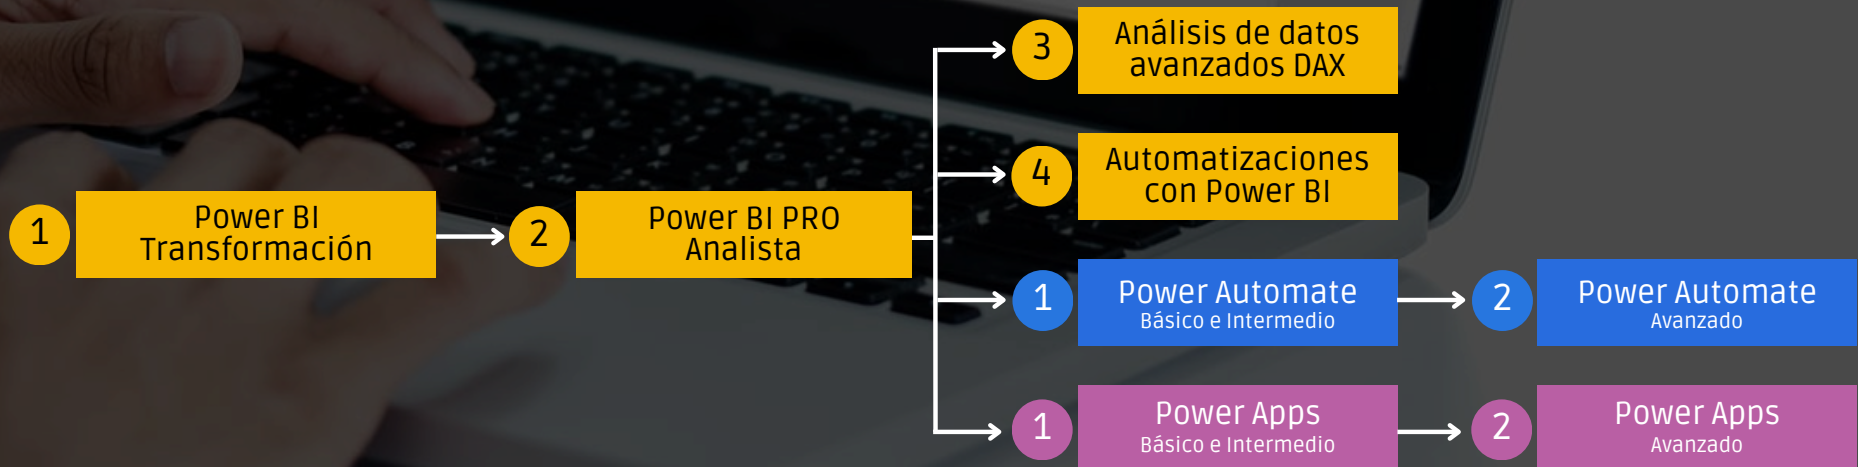 1
Power BI
Transformación
2
Power BI PRO
Analista
3
Análisis de datos
avanzados DAX
4
Automatizaciones
con Power BI
1
Power Automate
Básico e Intermedio
2
Power Automate
Avanzado
1
Power Apps
Básico e Intermedio
2
Power Apps
Avanzado